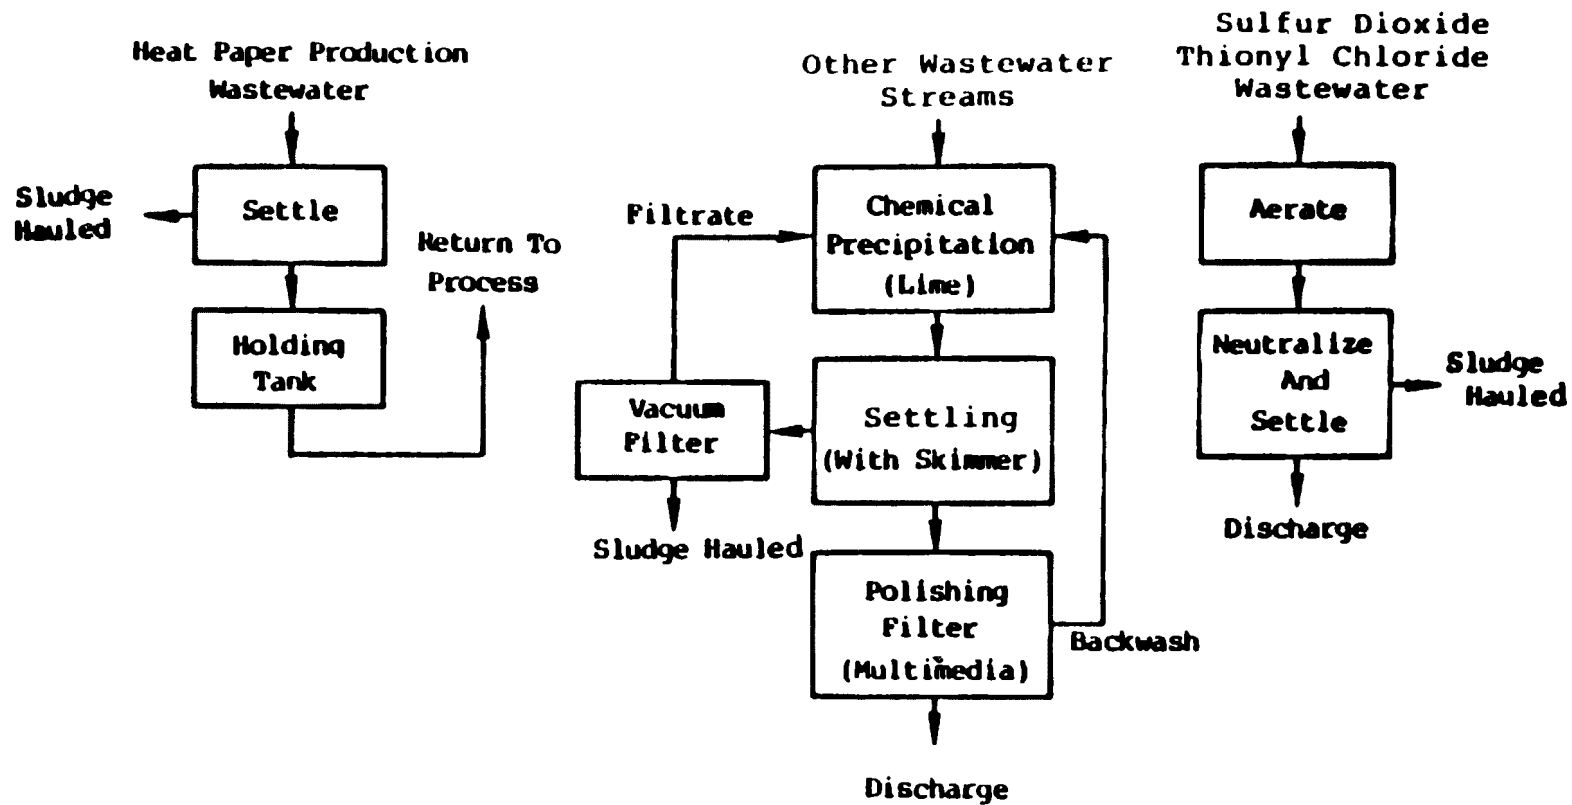 Heat Paper Production
Wastewater
Settle
Sludge
Hauled
Holding
Tank
Return To
Process
Other Wastewater
Streams
Chemical
Precipitation
(Lime)
Filtrate
Settling
(With Skimmer)
Vacuum
Filter
Sludge Hauled
Polishing
Filter
(Multimedia)
Backwash
Discharge
Sulfur Dioxide
Thionyl Chloride
Wastewater
Aerate
Neutralize
And
Settle
Sludge
Hauled
Discharge